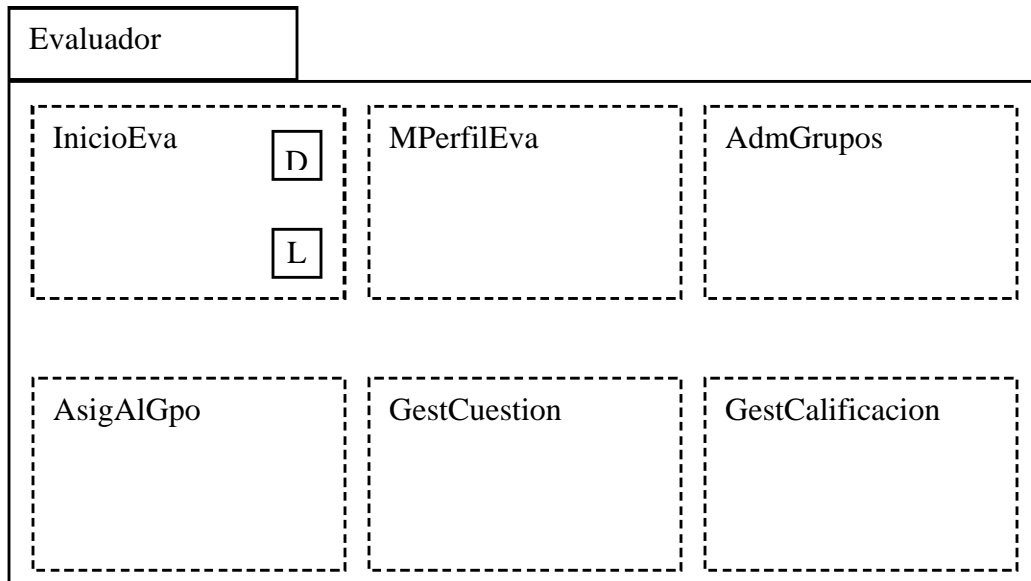 Evaluador
InicioEva
D
L
MPerfilEva
AdmGrupos
AsigAlGpo
GestCuestion
GestCalificacion